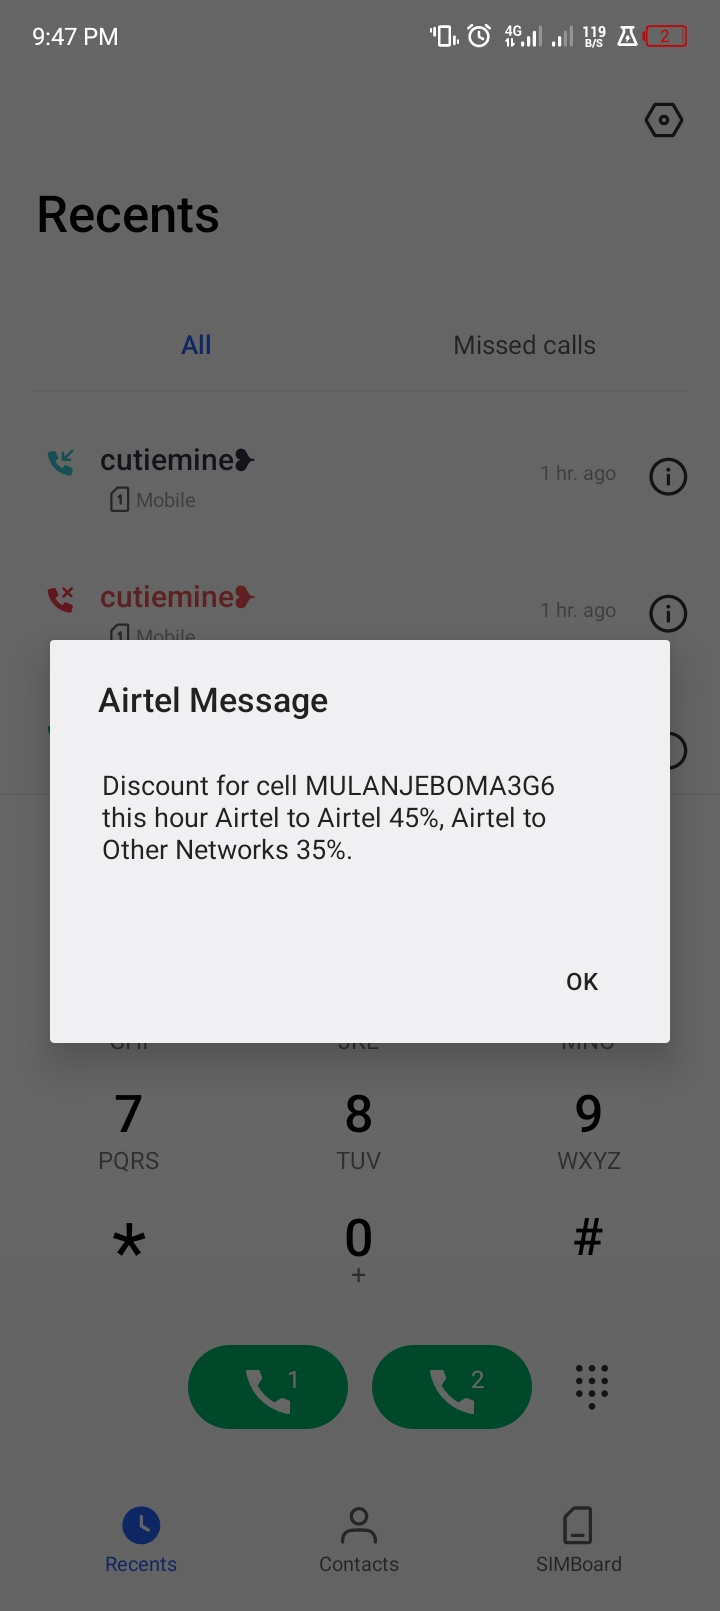 9:47 PM
4G
119
B/S
2
Recents
All
Missed calls
cutiemine❥
1 hr. ago
1 Mobile
cutiemine❥
1 hr. ago
1 Mobile
Airtel Message
Discount for cell MULANJEBOMA3G6
this hour Airtel to Airtel 45%, Airtel to
Other Networks 35%.
OK
GHI JKL MNO
7 8 9
PQRS TUV WXYZ
* 0 #
+
1 2
Recents Contacts SIMBoard